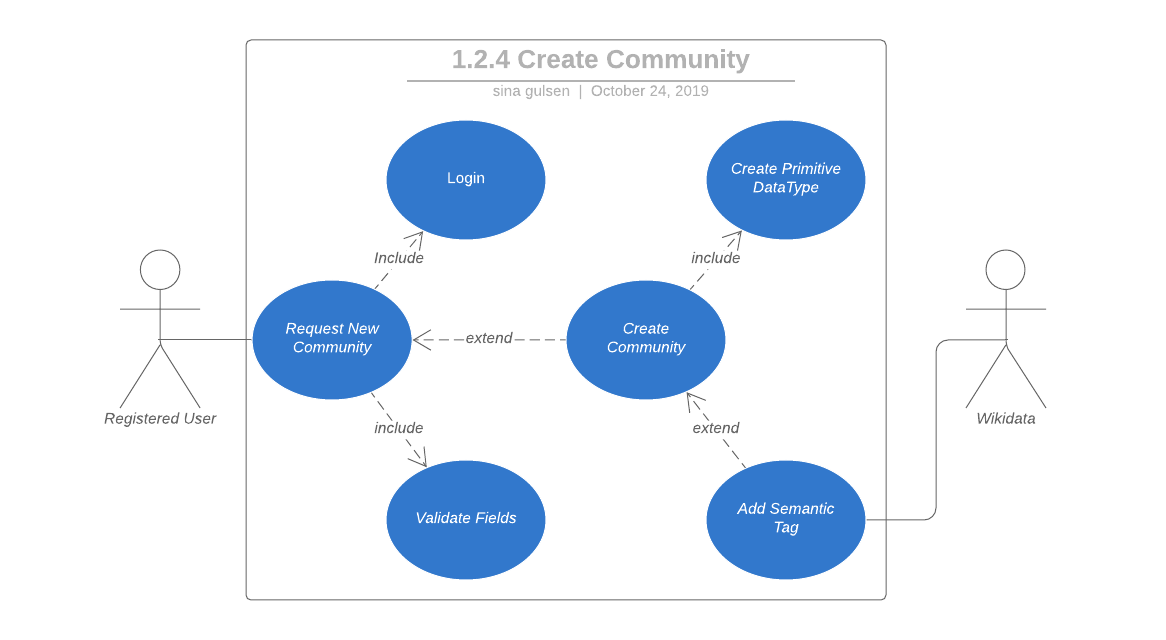 1.2.4 Create Community
sina gulsen | October 24, 2019
Login
Create Primitive
DataType
Include
include
Request New
Community
extend
Create
Community
Registered User
Wikidata
include
extend
Validate Fields
Add Semantic
Tag